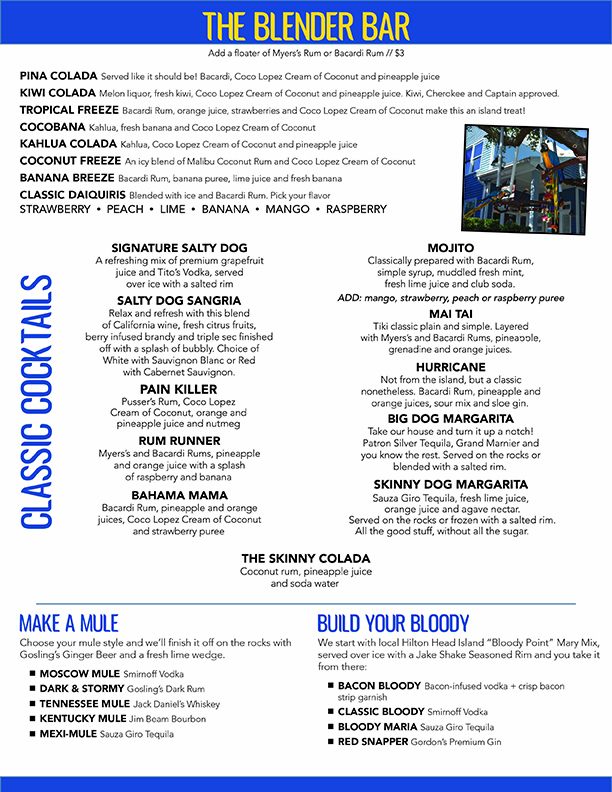 THE BLENDER BAR
Add a floater of Myers's Rum or Bacardi Rum // $3
PINA COLADA Served like it should be! Bacardi, Coco Lopez Cream of Coconut and pineapple juice
KIWI COLADA Melon liquor, fresh kiwi, Coco Lopez Cream of Coconut and pineapple juice. Kiwi, Cherokee and Captain approved.
TROPICAL FREEZE Bacardi Rum, orange juice, strawberries and Coco Lopez Cream of Coconut make this an island treat!
COCOBANA Kahlua, fresh banana and Coco Lopez Cream of Coconut
KAHLUA COLADA Kahlua, Coco Lopez Cream of Coconut and pineapple juice
COCONUT FREEZE An icy blend of Malibu Coconut Rum and Coco Lopez Cream of Coconut
BANANA BREEZE Bacardi Rum, banana puree, lime juice and fresh banana
CLASSIC DAIQUIRIS Blended with ice and Bacardi Rum. Pick your flavor
STRAWBERRY • PEACH • LIME • BANANA • MANGO • RASPBERRY
CLASSIC COCKTAILS
SIGNATURE SALTY DOG
A refreshing mix of premium grapefruit
juice and Tito's Vodka, served
over ice with a salted rim
SALTY DOG SANGRIA
Relax and refresh with this blend
of California wine, fresh citrus fruits,
berry infused brandy and triple sec finished
off with a splash of bubbly. Choice of
White with Sauvignon Blanc or Red
with Cabernet Sauvignon.
PAIN KILLER
Pusser's Rum, Coco Lopez
Cream of Coconut, orange and
pineapple juice and nutmeg
RUM RUNNER
Myers's and Bacardi Rums, pineapple
and orange juice with a splash
of raspberry and banana
BAHAMA MAMA
Bacardi Rum, pineapple and orange
juices, Coco Lopez Cream of Coconut
and strawberry puree
MOJITO
Classically prepared with Bacardi Rum,
simple syrup, muddled fresh mint,
fresh lime juice and club soda.
ADD: mango, strawberry, peach or raspberry puree
MAI TAI
Tiki classic plain and simple. Layered
with Myers's and Bacardi Rums, pineapple,
grenadine and orange juices.
HURRICANE
Not from the island, but a classic
nonetheless. Bacardi Rum, pineapple and
orange juices, sour mix and sloe gin.
BIG DOG MARGARITA
Take our house and turn it up a notch!
Patron Silver Tequila, Grand Marnier and
you know the rest. Served on the rocks or
blended with a salted rim.
SKINNY DOG MARGARITA
Sauza Giro Tequila, fresh lime juice,
orange juice and agave nectar.
Served on the rocks or frozen with a salted rim.
All the good stuff, without all the sugar.
THE SKINNY COLADA
Coconut rum, pineapple juice
and soda water
MAKE A MULE
Choose your mule style and we'll finish it off on the rocks with
Gosling's Ginger Beer and a fresh lime wedge.
■ MOSCOW MULE Smirnoff Vodka
■ DARK & STORMY Gosling's Dark Rum
■ TENNESSEE MULE Jack Daniel's Whiskey
■ KENTUCKY MULE Jim Beam Bourbon
■ MEXI-MULE Sauza Giro Tequila
BUILD YOUR BLOODY
We start with local Hilton Head Island "Bloody Point" Mary Mix,
served over ice with a Jake Shake Seasoned Rim and you take it
from there:
■ BACON BLOODY Bacon-infused vodka + crisp bacon
strip garnish
■ CLASSIC BLOODY Smirnoff Vodka
■ BLOODY MARIA Sauza Giro Tequila
■ RED SNAPPER Gordon's Premium Gin